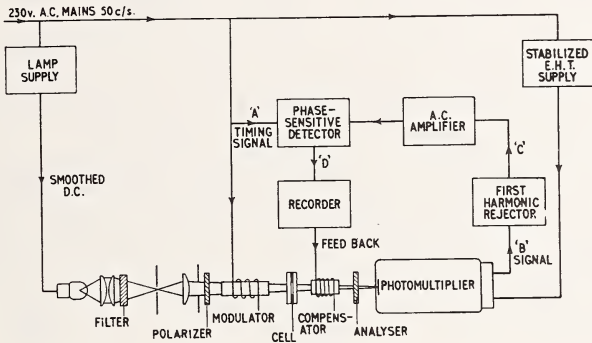 230v. A.C. MAINS 50 c/s.
LAMP
SUPPLY
STABILIZED
E.H.T.
SUPPLY
'A'
TIMING
SIGNAL
PHASE-
SENSITIVE
DETECTOR
A.C.
AMPLIFIER
'C'
'D'
SMOOTHED
D.C.
RECORDER
FIRST
HARMONIC
REJECTOR
FEED BACK
'B'
SIGNAL
PHOTOMULTIPLIER
FILTER
POLARIZER
MODULATOR
CELL
COMPENS-
ATOR
ANALYSER